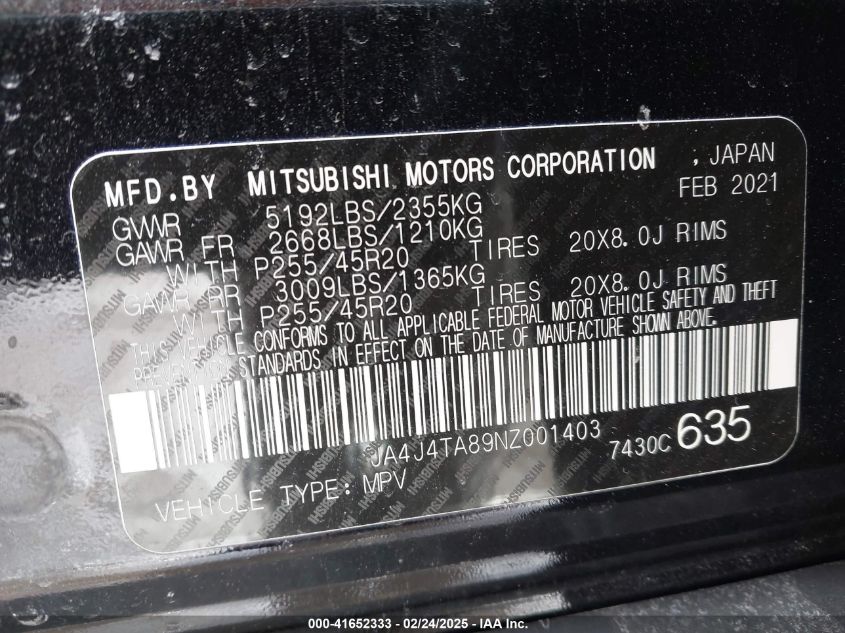 MFD.BY MITSUBISHI MOTORS CORPORATION , JAPAN
FEB 2021
GVWR 5192LBS/2355KG
GAWR FR 2668LBS/1210KG
WITH P255/45R20 TIRES 20X8.0J RIMS
GAWR RR 3009LBS/1365KG
WITH P255/45R20 TIRES 20X8.0J RIMS
THIS VEHICLE CONFORMS TO ALL APPLICABLE FEDERAL MOTOR VEHICLE SAFETY AND THEFT
PREVENTION STANDARDS IN EFFECT ON THE DATE OF MANUFACTURE SHOWN ABOVE.
JA4J4TA89NZ001403
7430C 635
VEHICLE TYPE: MPV
000-41652333 - 02/24/2025 - IAA Inc.